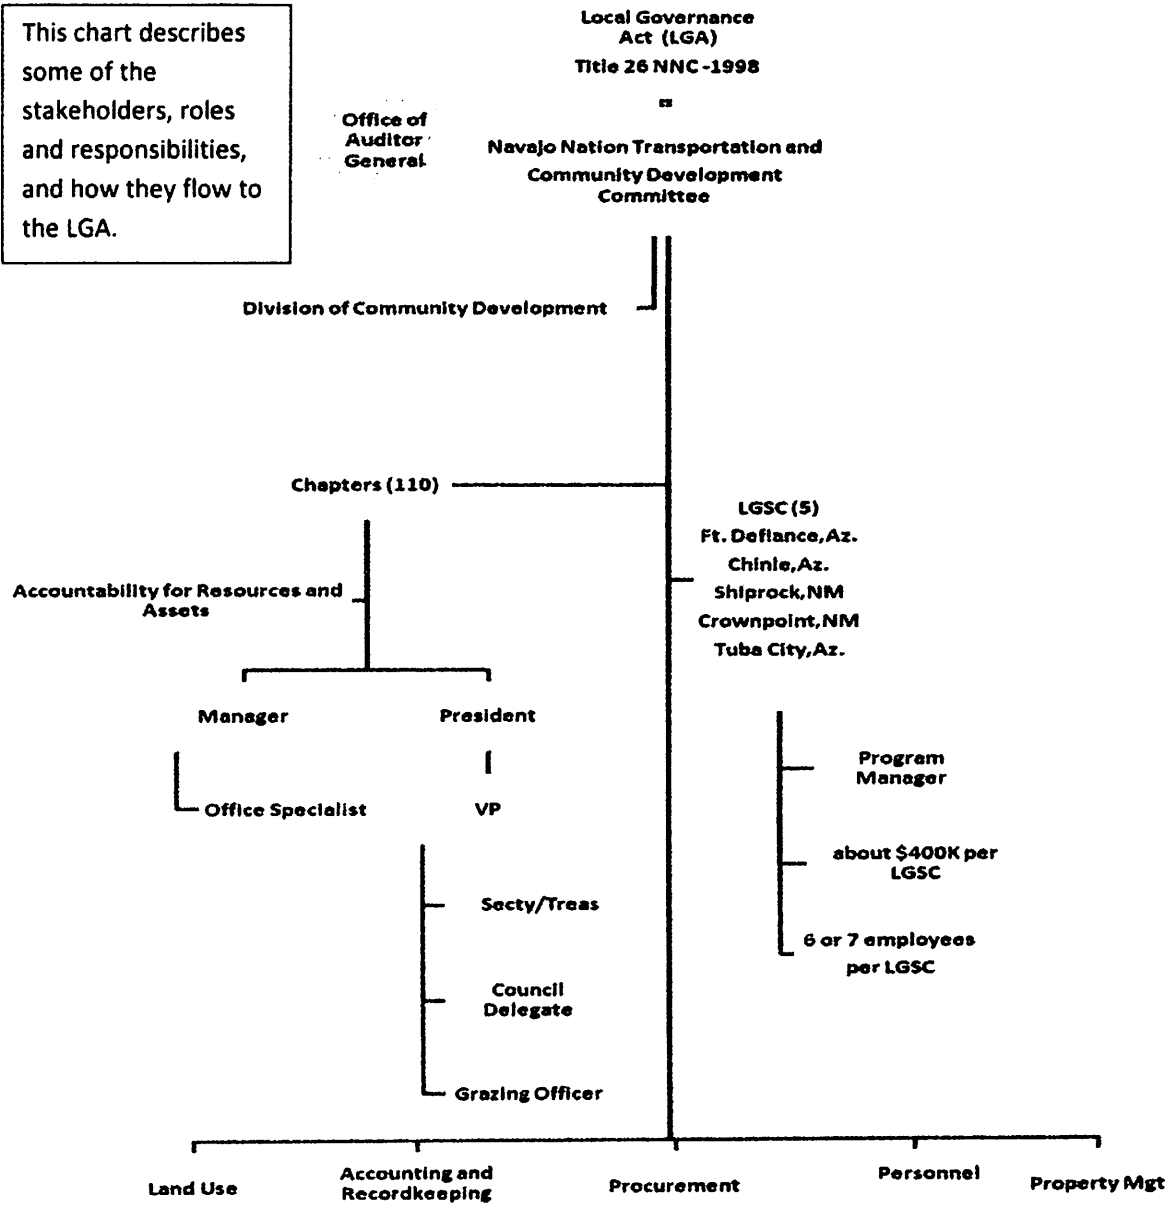 This chart describes
some of the
stakeholders, roles
and responsibilities,
and how they flow to
the LGA.
Local Governance
Act (LGA)
Title 26 NNC -1998
Office of
Auditor
General
Navajo Nation Transportation and
Community Development
Committee
Division of Community Development
Chapters (110)
LGSC (5)
Ft. Defiance, Az.
Chinle, Az.
Shiprock, NM
Crownpoint, NM
Tuba City, Az.
Accountability for Resources and
Assets
Manager
President
Office Specialist
VP
Secty/Treas
Council
Delegate
Grazing Officer
Program
Manager
about $400K per
LGSC
6 or 7 employees
per LGSC
Land Use
Accounting and
Recordkeeping
Procurement
Personnel
Property Mgt